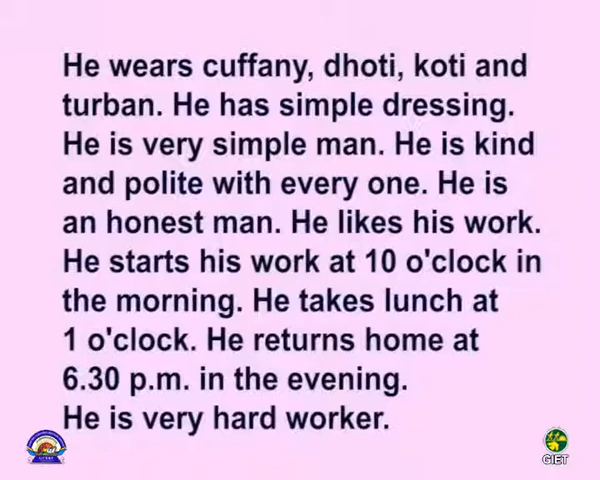 He wears cuffany, dhoti, koti and
turban. He has simple dressing.
He is very simple man. He is kind
and polite with every one. He is
an honest man. He likes his work.
He starts his work at 10 o'clock in
the morning. He takes lunch at
1 o'clock. He returns home at
6.30 p.m. in the evening.
He is very hard worker.
GIET